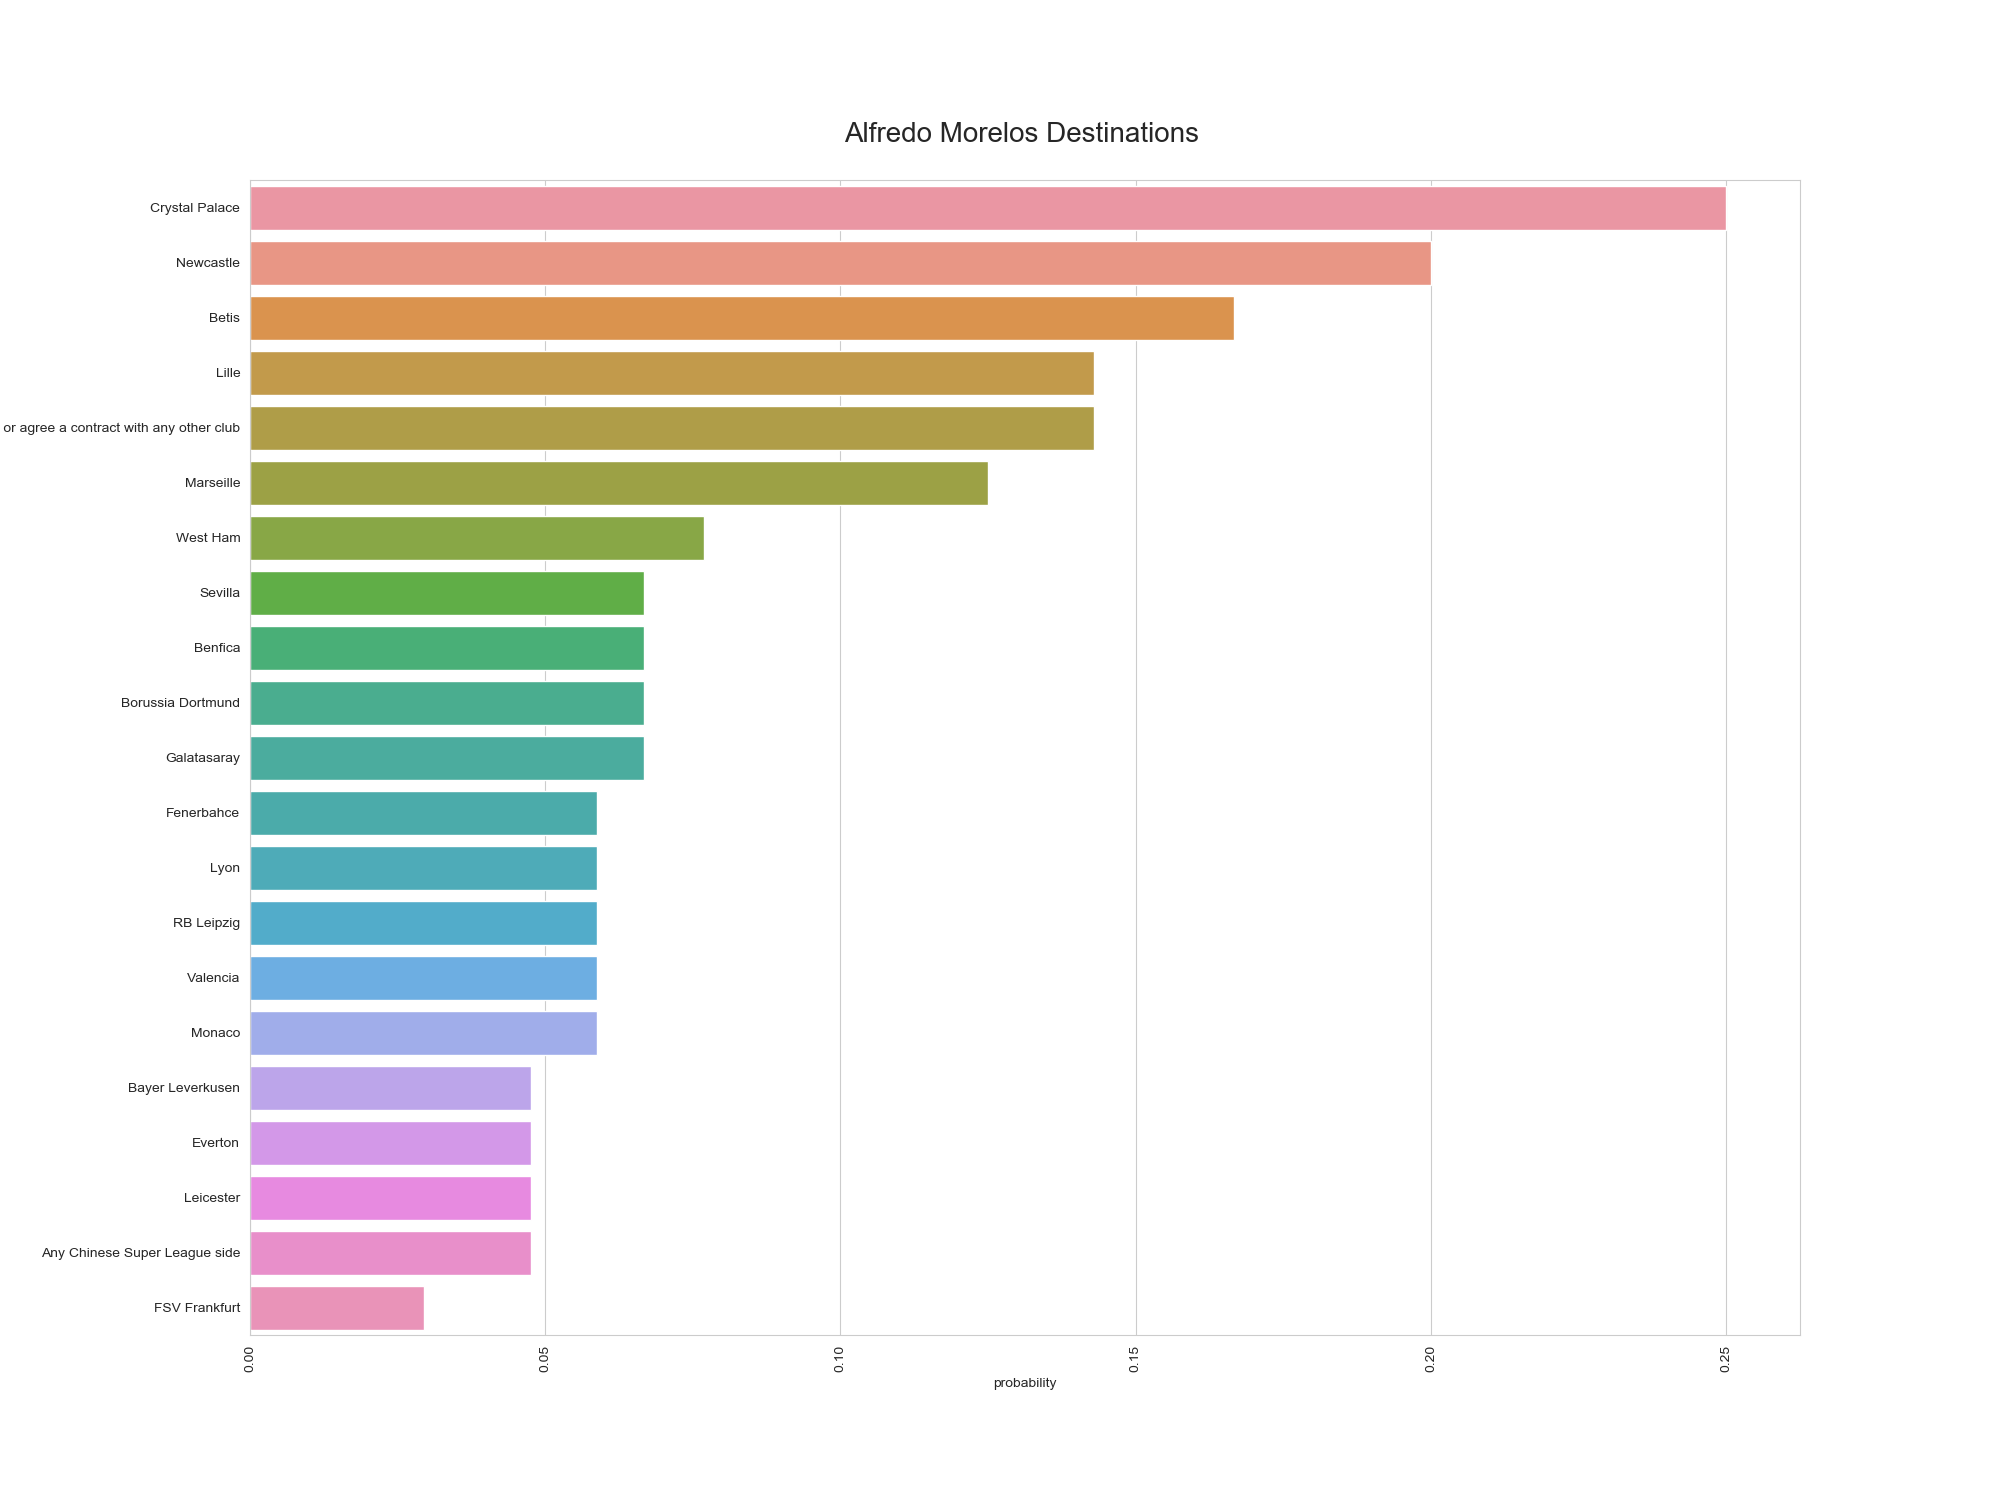 Alfredo Morelos Destinations
Crystal Palace
Newcastle
Betis
Lille
or agree a contract with any other club
Marseille
West Ham
Sevilla
Benfica
Borussia Dortmund
Galatasaray
Fenerbahce
Lyon
RB Leipzig
Valencia
Monaco
Bayer Leverkusen
Everton
Leicester
Any Chinese Super League side
FSV Frankfurt
0.00 0.05 0.10 0.15 0.20 0.25
probability